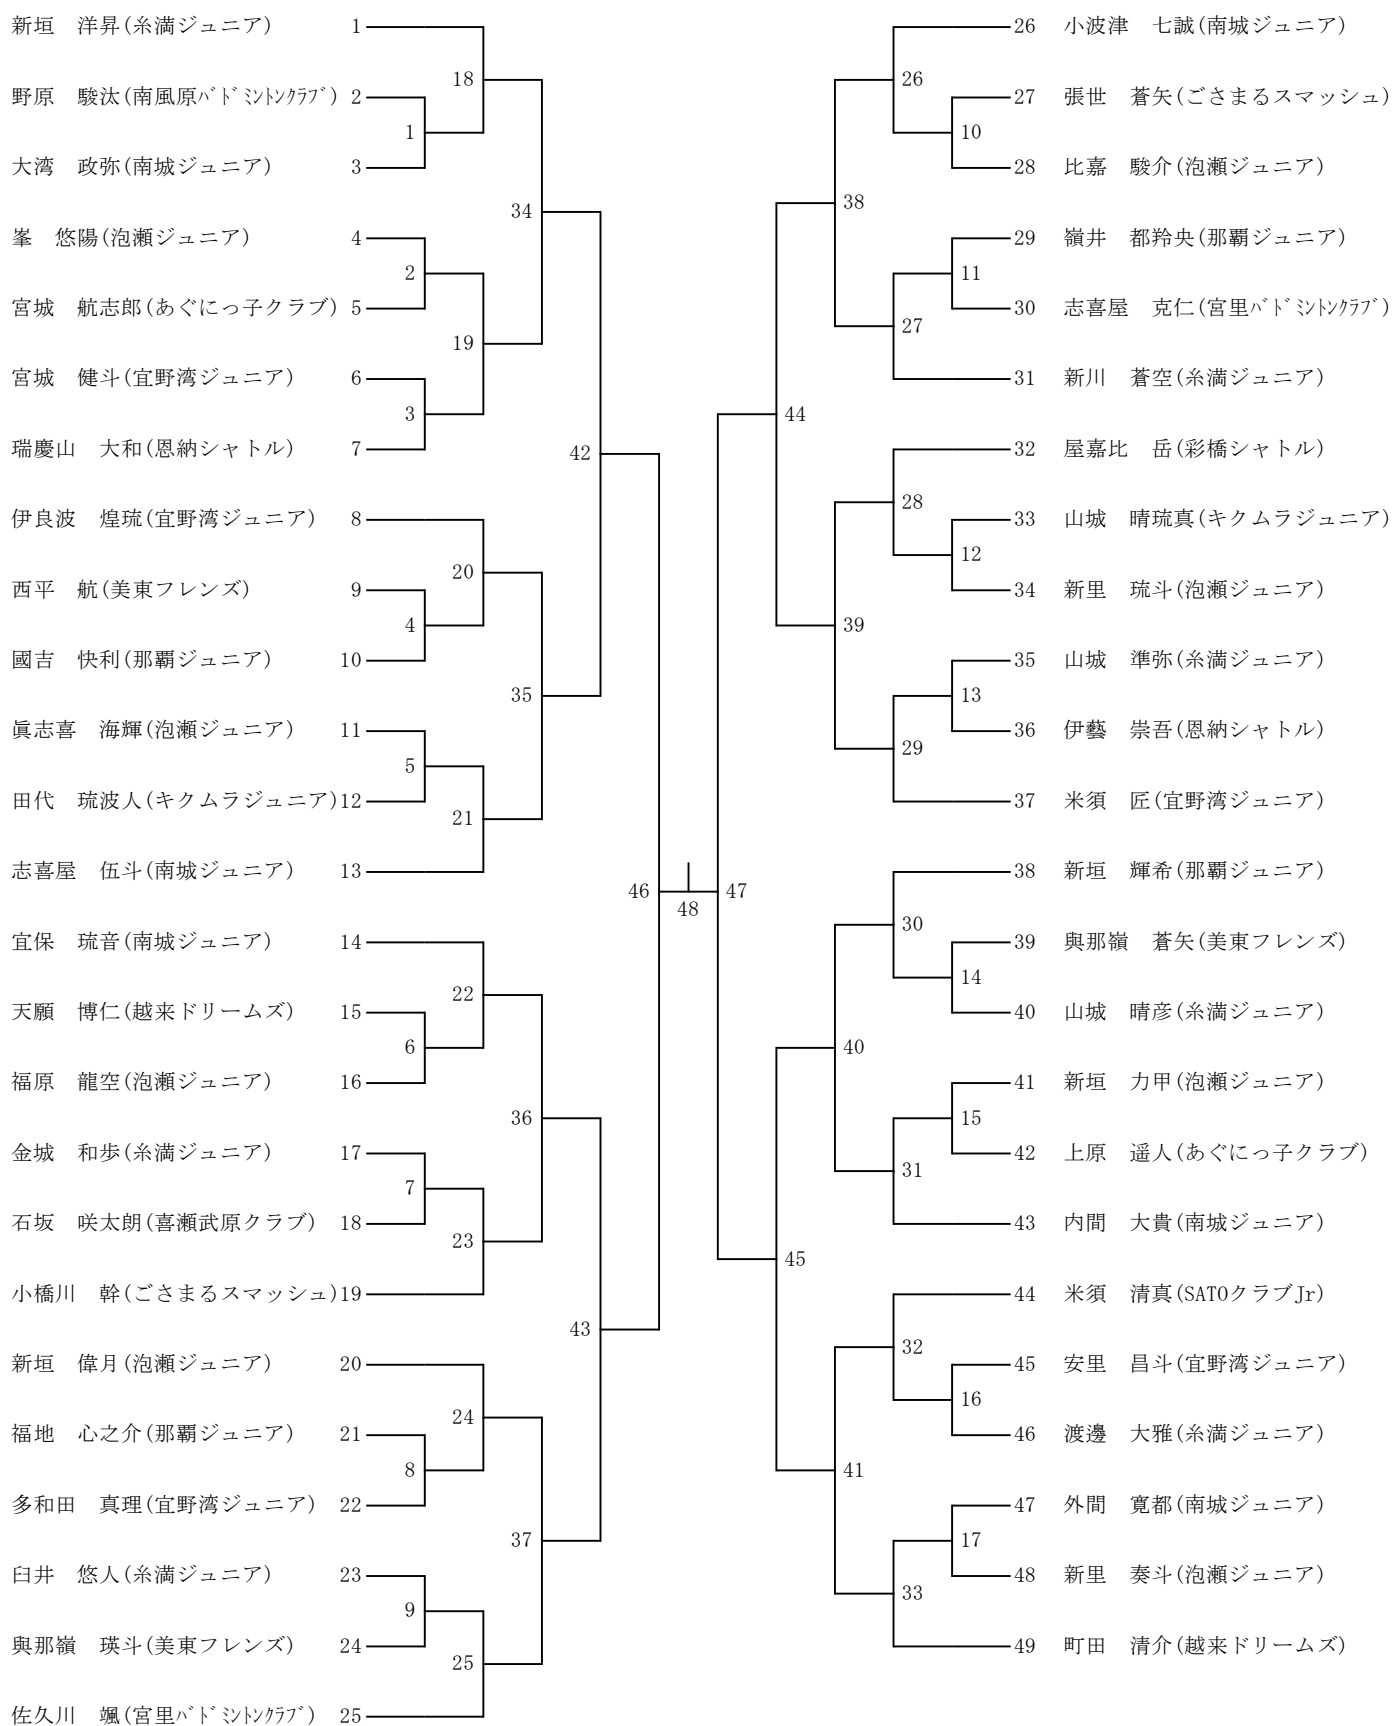 新垣　洋昇(糸満ジュニア) 1
野原　駿汰(南風原ﾊﾞﾄﾞﾐﾝﾄﾝｸﾗﾌﾞ) 2
大湾　政弥(南城ジュニア) 3
峯　悠陽(泡瀬ジュニア) 4
宮城　航志郎(あぐにっ子クラブ) 5
宮城　健斗(宜野湾ジュニア) 6
瑞慶山　大和(恩納シャトル) 7
伊良波　煌琉(宜野湾ジュニア) 8
西平　航(美東フレンズ) 9
國吉　快利(那覇ジュニア) 10
眞志喜　海輝(泡瀬ジュニア) 11
田代　琉波人(キクムラジュニア) 12
志喜屋　伍斗(南城ジュニア) 13
宜保　琉音(南城ジュニア) 14
天願　博仁(越来ドリームズ) 15
福原　龍空(泡瀬ジュニア) 16
金城　和歩(糸満ジュニア) 17
石坂　咲太朗(喜瀬武原クラブ) 18
小橋川　幹(ごさまるスマッシュ) 19
新垣　偉月(泡瀬ジュニア) 20
福地　心之介(那覇ジュニア) 21
多和田　真理(宜野湾ジュニア) 22
臼井　悠人(糸満ジュニア) 23
與那嶺　瑛斗(美東フレンズ) 24
佐久川　颯(宮里ﾊﾞﾄﾞﾐﾝﾄﾝｸﾗﾌﾞ) 25
1
2
3
4
5
6
7
8
9
18
19
20
21
22
23
24
25
34
35
36
37
42
43
46
48
47
44
45
38
39
40
41
26
27
28
29
30
31
32
33
10
11
12
13
14
15
16
17
26 小波津　七誠(南城ジュニア)
27 張世　蒼矢(ごさまるスマッシュ)
28 比嘉　駿介(泡瀬ジュニア)
29 嶺井　都羚央(那覇ジュニア)
30 志喜屋　克仁(宮里ﾊﾞﾄﾞﾐﾝﾄﾝｸﾗﾌﾞ)
31 新川　蒼空(糸満ジュニア)
32 屋嘉比　岳(彩橋シャトル)
33 山城　晴琉真(キクムラジュニア)
34 新里　琉斗(泡瀬ジュニア)
35 山城　準弥(糸満ジュニア)
36 伊藝　崇吾(恩納シャトル)
37 米須　匠(宜野湾ジュニア)
38 新垣　輝希(那覇ジュニア)
39 與那嶺　蒼矢(美東フレンズ)
40 山城　晴彦(糸満ジュニア)
41 新垣　力甲(泡瀬ジュニア)
42 上原　遥人(あぐにっ子クラブ)
43 内間　大貴(南城ジュニア)
44 米須　清真(SATOクラブJr)
45 安里　昌斗(宜野湾ジュニア)
46 渡邊　大雅(糸満ジュニア)
47 外間　寛都(南城ジュニア)
48 新里　奏斗(泡瀬ジュニア)
49 町田　清介(越来ドリームズ)